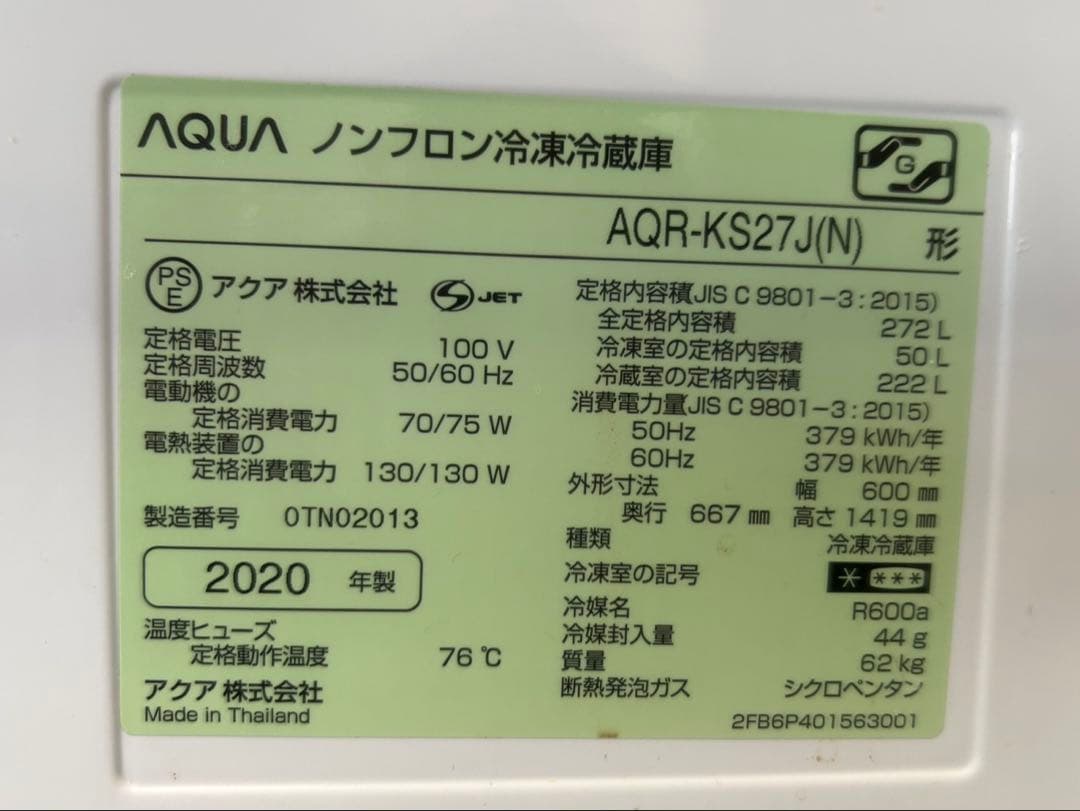 AQUA ノンフロン冷凍冷蔵庫
G
AQR-KS27J(N) 形
PS
E
アクア 株式会社
S JET
定格電圧 100 V
定格周波数 50/60 Hz
電動機の
定格消費電力 70/75 W
電熱装置の
定格消費電力 130/130 W
製造番号 0TN02013
2020 年製
温度ヒューズ
定格動作温度 76 ℃
アクア 株式会社
Made in Thailand
定格内容積(JIS C 9801-3:2015)
全定格内容積 272 L
冷凍室の定格内容積 50 L
冷蔵室の定格内容積 222 L
消費電力量(JIS C 9801-3:2015)
50Hz 379 kWh/年
60Hz 379 kWh/年
外形寸法 幅 600 ㎜
奥行 667 ㎜ 高さ 1419 ㎜
種類 冷凍冷蔵庫
冷凍室の記号 * ***
冷媒名 R600a
冷媒封入量 44 g
質量 62 kg
断熱発泡ガス シクロペンタン
2FB6P401563001